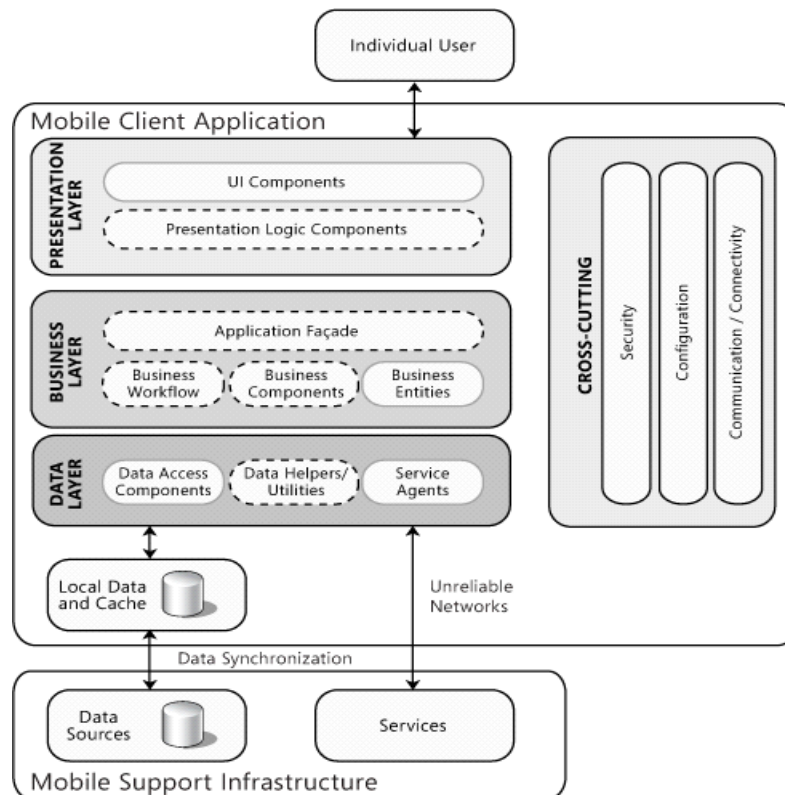 Individual User
Mobile Client Application
PRESENTATION
LAYER
UI Components
Presentation Logic Components
BUSINESS
LAYER
Application Façade
Business
Workflow
Business
Components
Business
Entities
DATA
LAYER
Data Access
Components
Data Helpers/
Utilities
Service
Agents
CROSS-CUTTING
Security
Configuration
Communication / Connectivity
Local Data
and Cache
Unreliable
Networks
Data Synchronization
Data
Sources
Services
Mobile Support Infrastructure